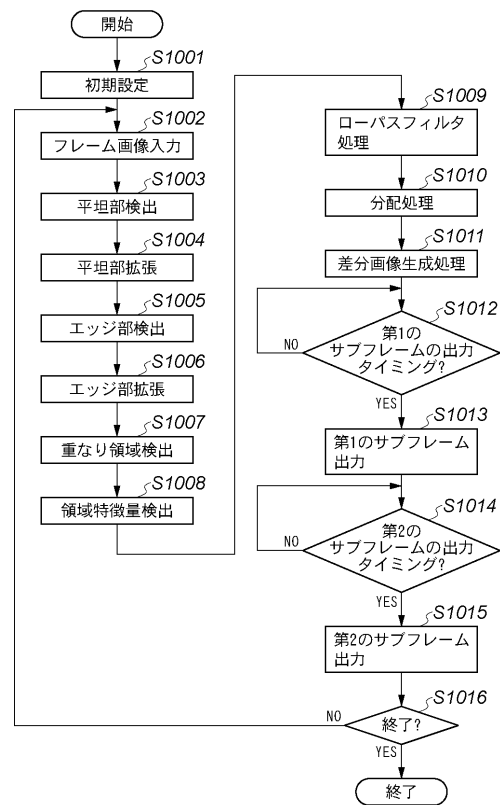 開始
S1001
初期設定
S1002
フレーム画像入力
S1003
平坦部検出
S1004
平坦部拡張
S1005
エッジ部検出
S1006
エッジ部拡張
S1007
重なり領域検出
S1008
領域特徴量検出
S1009
ローパスフィルタ
処理
S1010
分配処理
S1011
差分画像生成処理
S1012
第1の
サブフレームの出力
タイミング?
NO
YES
S1013
第1のサブフレーム
出力
S1014
第2の
サブフレームの出力
タイミング?
NO
YES
S1015
第2のサブフレーム
出力
S1016
終了?
NO
YES
終了